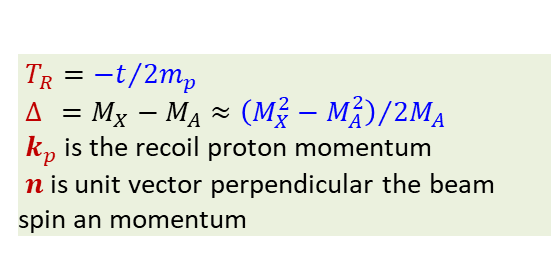 T_R = −t/2m_p
Δ = M_X − M_A ≈ (M_X^2 − M_A^2)/2M_A
k_p is the recoil proton momentum
n is unit vector perpendicular the beam
spin an momentum